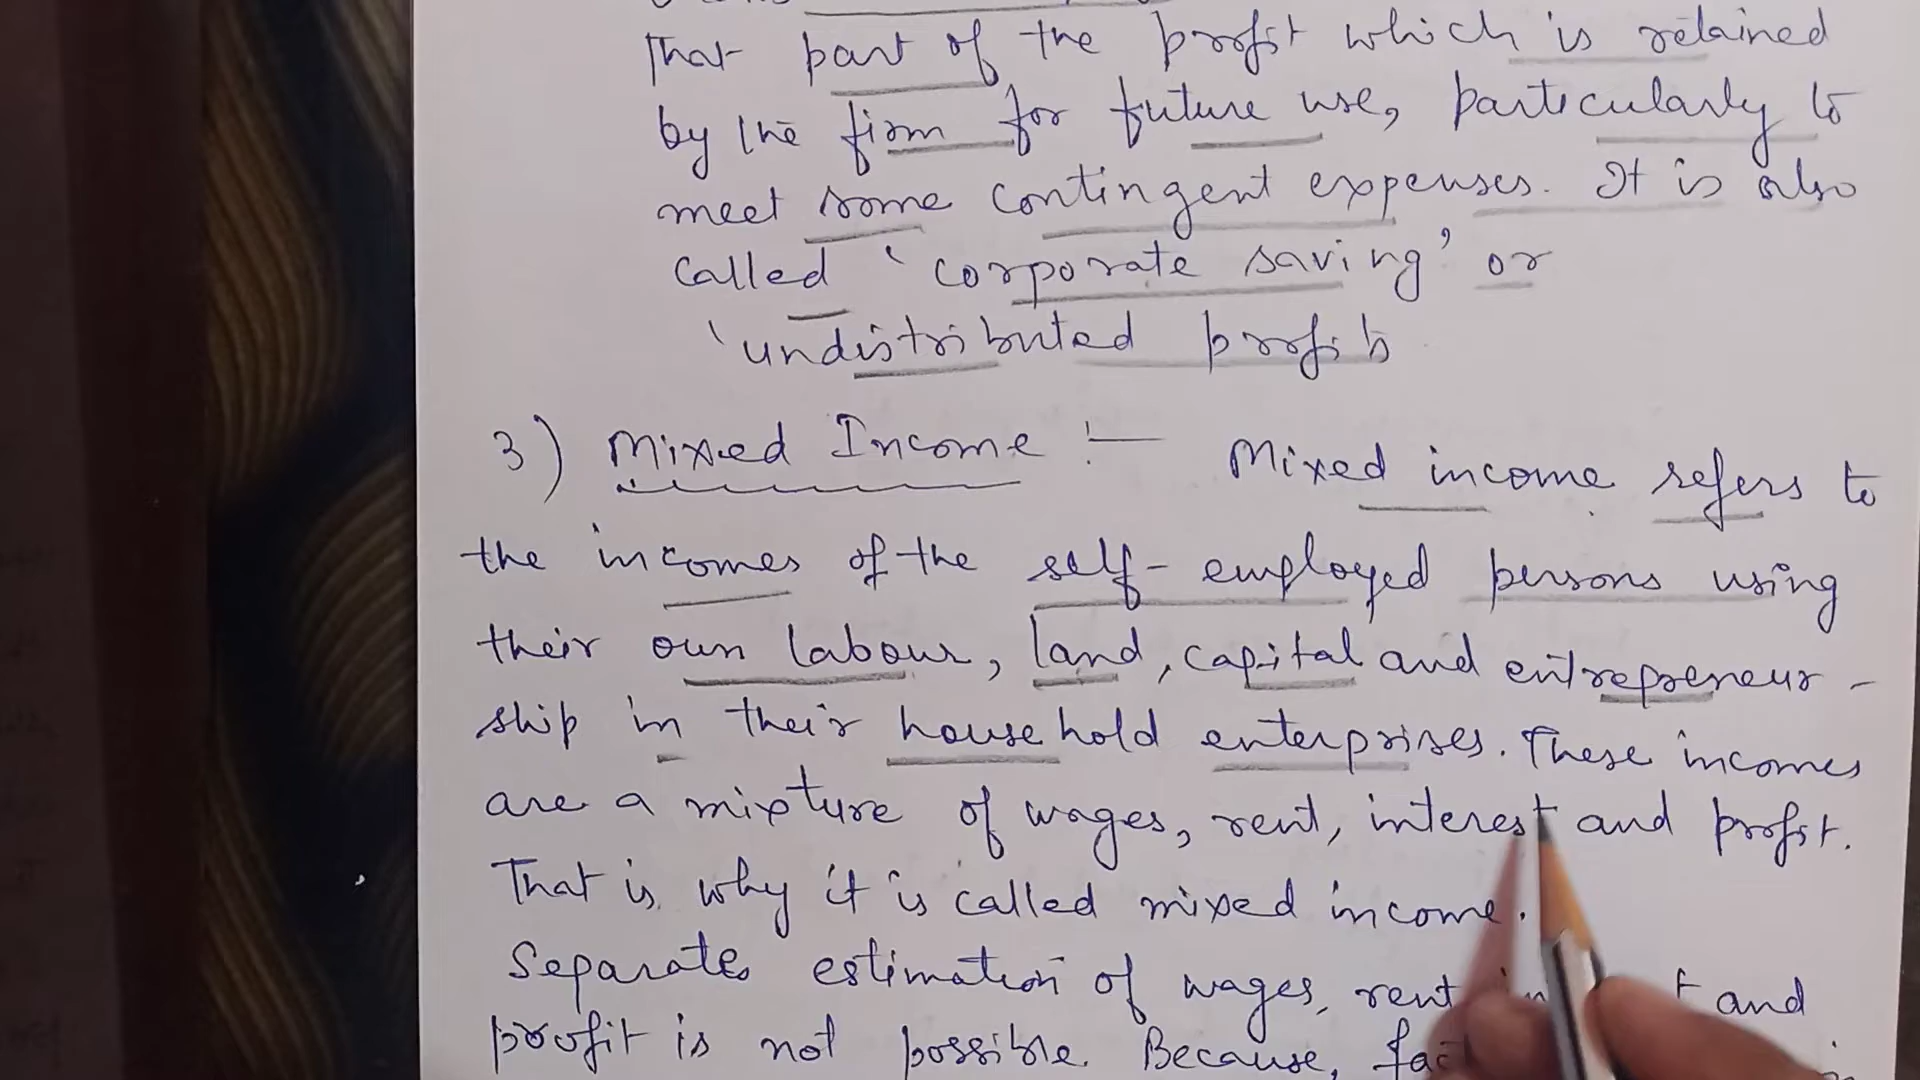 That part of the profit which is retained
by the firm for future use, particularly to
meet some contingent expenses. It is also
called 'corporate saving' or
'undistributed profits
3) Mixed Income :- Mixed income refers to
the incomes of the self-employed persons using
their own labour, land, capital and entrepreneur-
ship in their household enterprises. These incomes
are a mixture of wages, rent, interest and profit.
That is why it is called mixed income.
Separate estimation of wages, rent and
profit is not possible. Because,